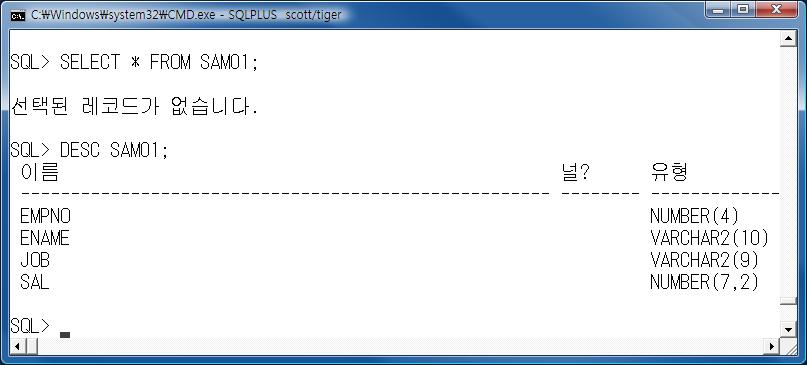 C:\Windows\system32\CMD.exe - SQLPLUS  scott/tiger
SQL> SELECT * FROM SAM01;
선택된 레코드가 없습니다.
SQL> DESC SAM01;
이름 널? 유형
----------------------------------------------------- -------- -------------
EMPNO NUMBER(4)
ENAME VARCHAR2(10)
JOB VARCHAR2(9)
SAL NUMBER(7,2)
SQL>